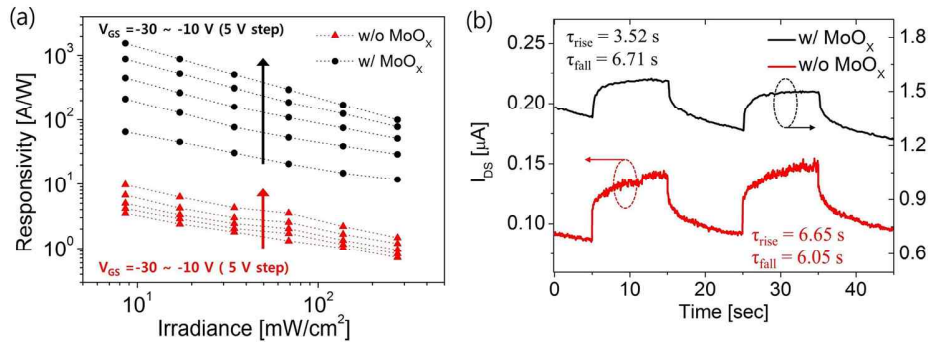 (a)
V_GS = -30 ~ -10 V (5 V step)
w/o MoO_x
w/ MoO_x
Responsivity [A/W]
10^3
10^2
10^1
10^0
V_GS = -30 ~ -10 V ( 5 V step)
10^1
10^2
Irradiance [mW/cm^2]
(b)
τ_rise = 3.52 s
τ_fall = 6.71 s
w/ MoO_x
w/o MoO_x
I_DS [μA]
0.25
0.20
0.15
0.10
1.8
1.5
1.2
0.9
0.6
τ_rise = 6.65 s
τ_fall = 6.05 s
0
10
20
30
40
Time [sec]